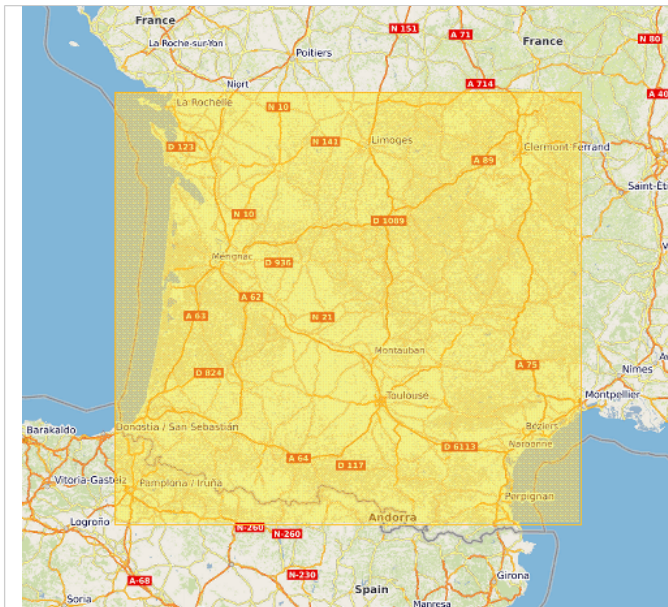 France
N 151
A 71
N 80
La Roche-sur-Yon
Poitiers
France
Niort
A 714
A 40
La Rochelle
N 10
D 123
N 141
Limoges
Clermont-Ferrand
A 89
Saint-Ét
N 10
D 1089
Mérignac
D 936
A 62
A 63
N 21
Montauban
A 75
Nîmes
D 824
Toulouse
Montpellier
Barakaldo
Donostia / San Sebastián
Béziers
A 64
D 117
D 6113
Narbonne
Vitoria-Gasteiz
Pamplona / Iruña
Perpignan
Logroño
Andorra
N-260
N-260
A-68
N-230
Girona
Soria
Spain
Manresa